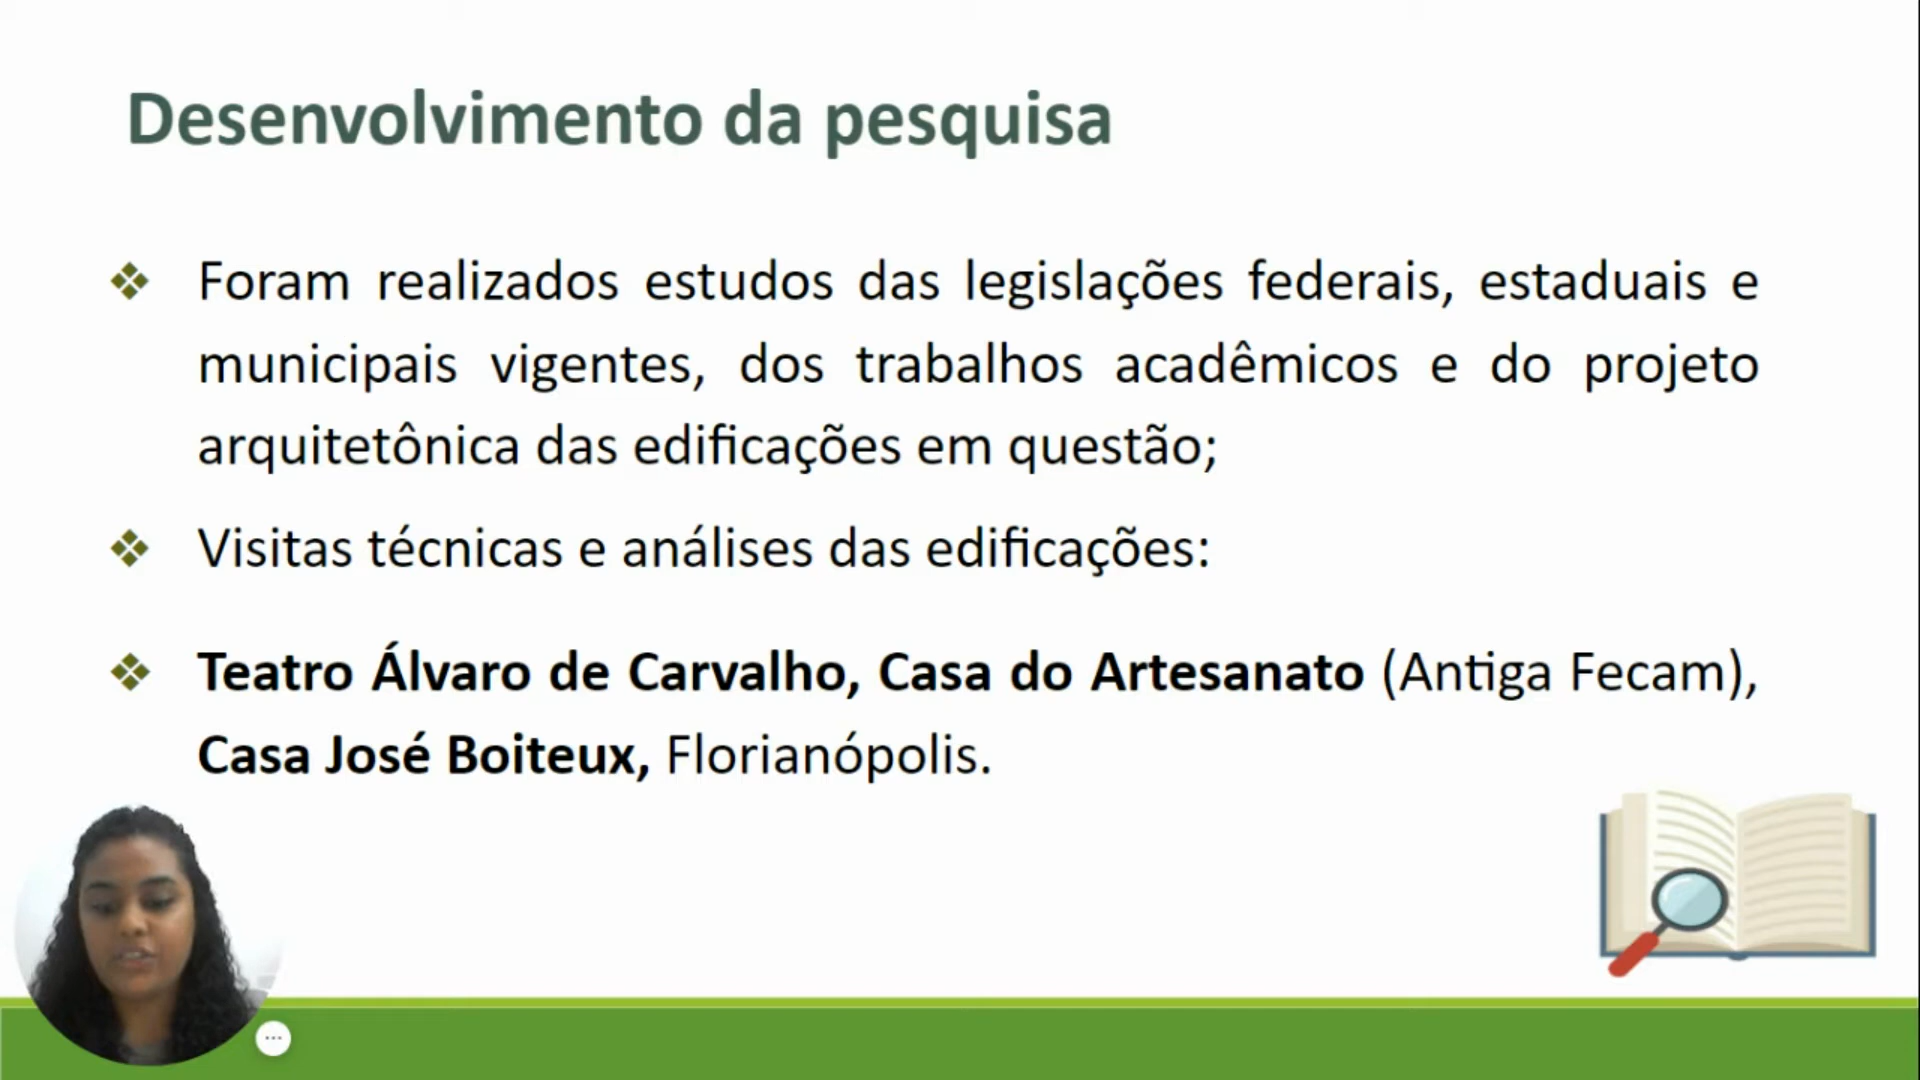 Desenvolvimento da pesquisa
Foram realizados estudos das legislações federais, estaduais e
municipais vigentes, dos trabalhos acadêmicos e do projeto
arquitetônica das edificações em questão;
Visitas técnicas e análises das edificações:
Teatro Álvaro de Carvalho, Casa do Artesanato (Antiga Fecam),
Casa José Boiteux, Florianópolis.